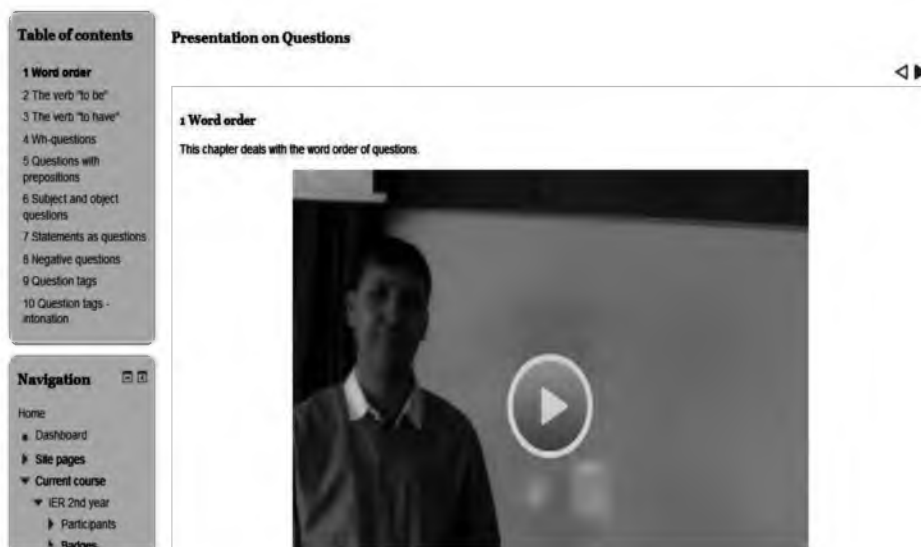 Table of contents
1 Word order
2 The verb "to be"
3 The verb "to have"
4 Wh-questions
5 Questions with
prepositions
6 Subject and object
questions
7 Statements as questions
8 Negative questions
9 Question tags
10 Question tags -
intonation
Navigation
Home
Dashboard
Site pages
Current course
iER 2nd year
Participants
Badges
Presentation on Questions
1 Word order
This chapter deals with the word order of questions.